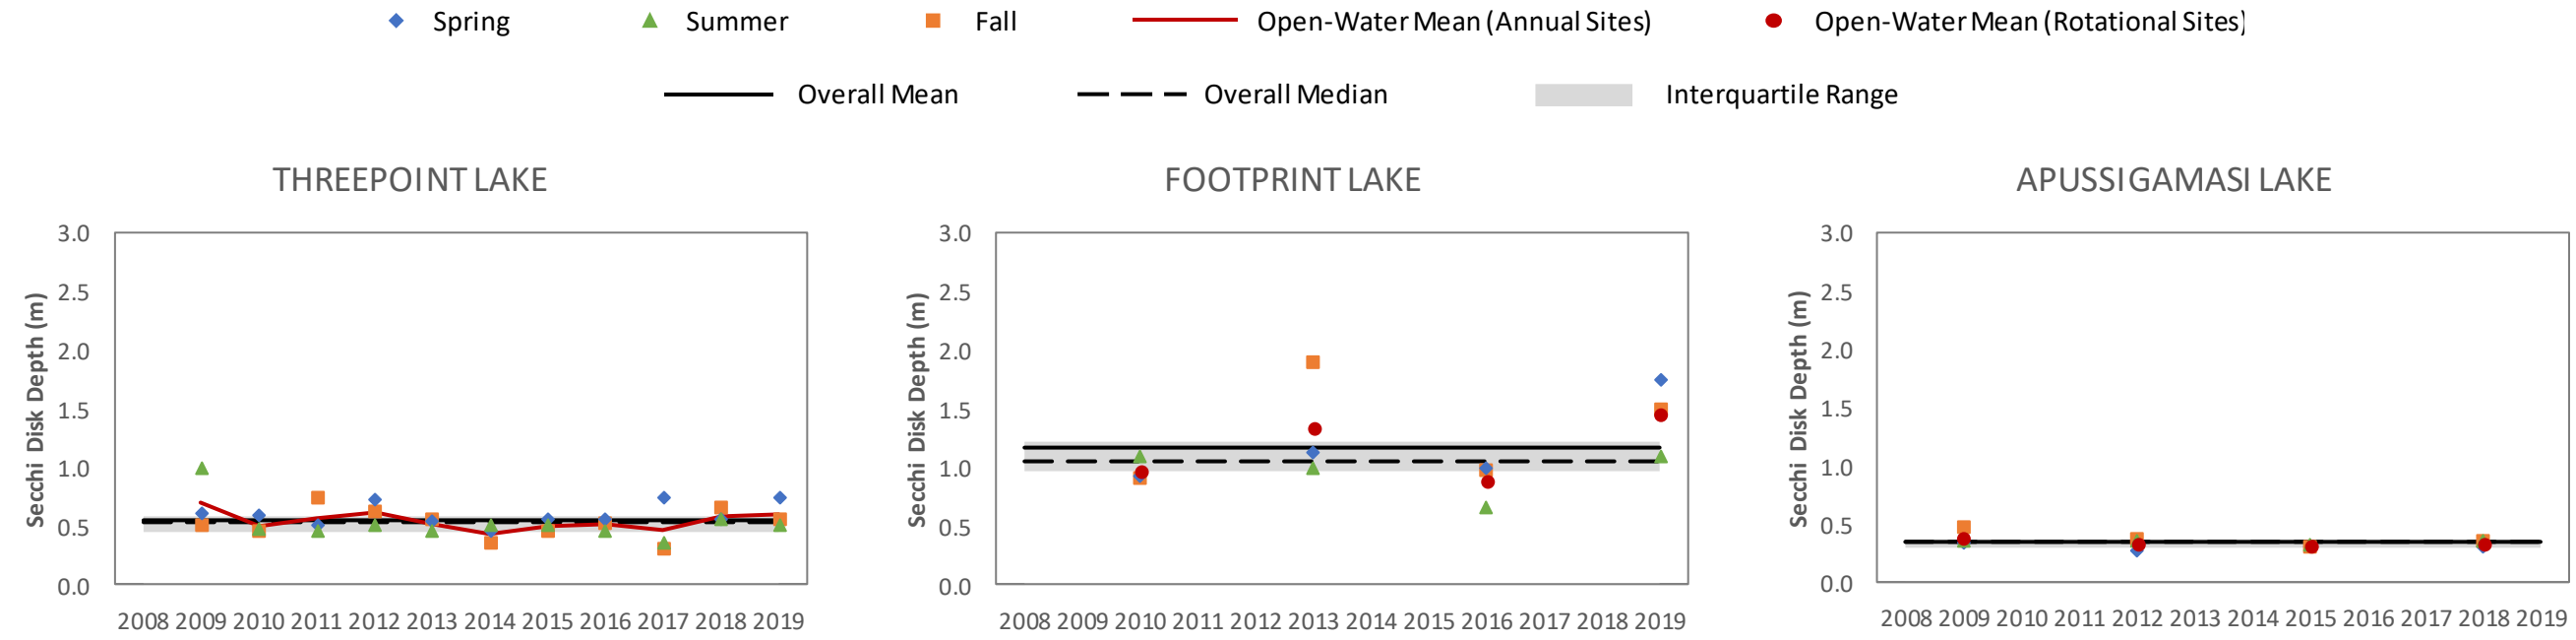 Spring Summer Fall Open-Water Mean (Annual Sites) Open-Water Mean (Rotational Sites)
Overall Mean Overall Median Interquartile Range
THREEPOINT LAKE
Secchi Disk Depth (m)
3.0
2.5
2.0
1.5
1.0
0.5
0.0
2008 2009 2010 2011 2012 2013 2014 2015 2016 2017 2018 2019
FOOTPRINT LAKE
Secchi Disk Depth (m)
3.0
2.5
2.0
1.5
1.0
0.5
0.0
2008 2009 2010 2011 2012 2013 2014 2015 2016 2017 2018 2019
APUSSIGAMASI LAKE
Secchi Disk Depth (m)
3.0
2.5
2.0
1.5
1.0
0.5
0.0
2008 2009 2010 2011 2012 2013 2014 2015 2016 2017 2018 2019